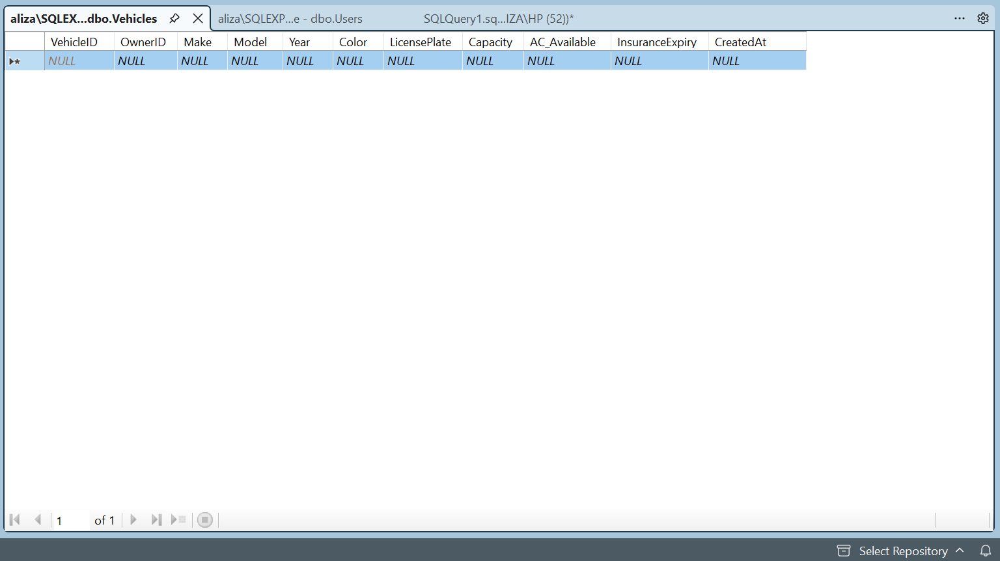 aliza\SQLEX...dbo.Vehicles aliza\SQLEXP...e - dbo.Users SQLQuery1.sq...IZA\HP (52))*
VehicleID OwnerID Make Model Year Color LicensePlate Capacity AC_Available InsuranceExpiry CreatedAt
NULL NULL NULL NULL NULL NULL NULL NULL NULL NULL NULL
1 of 1
Select Repository